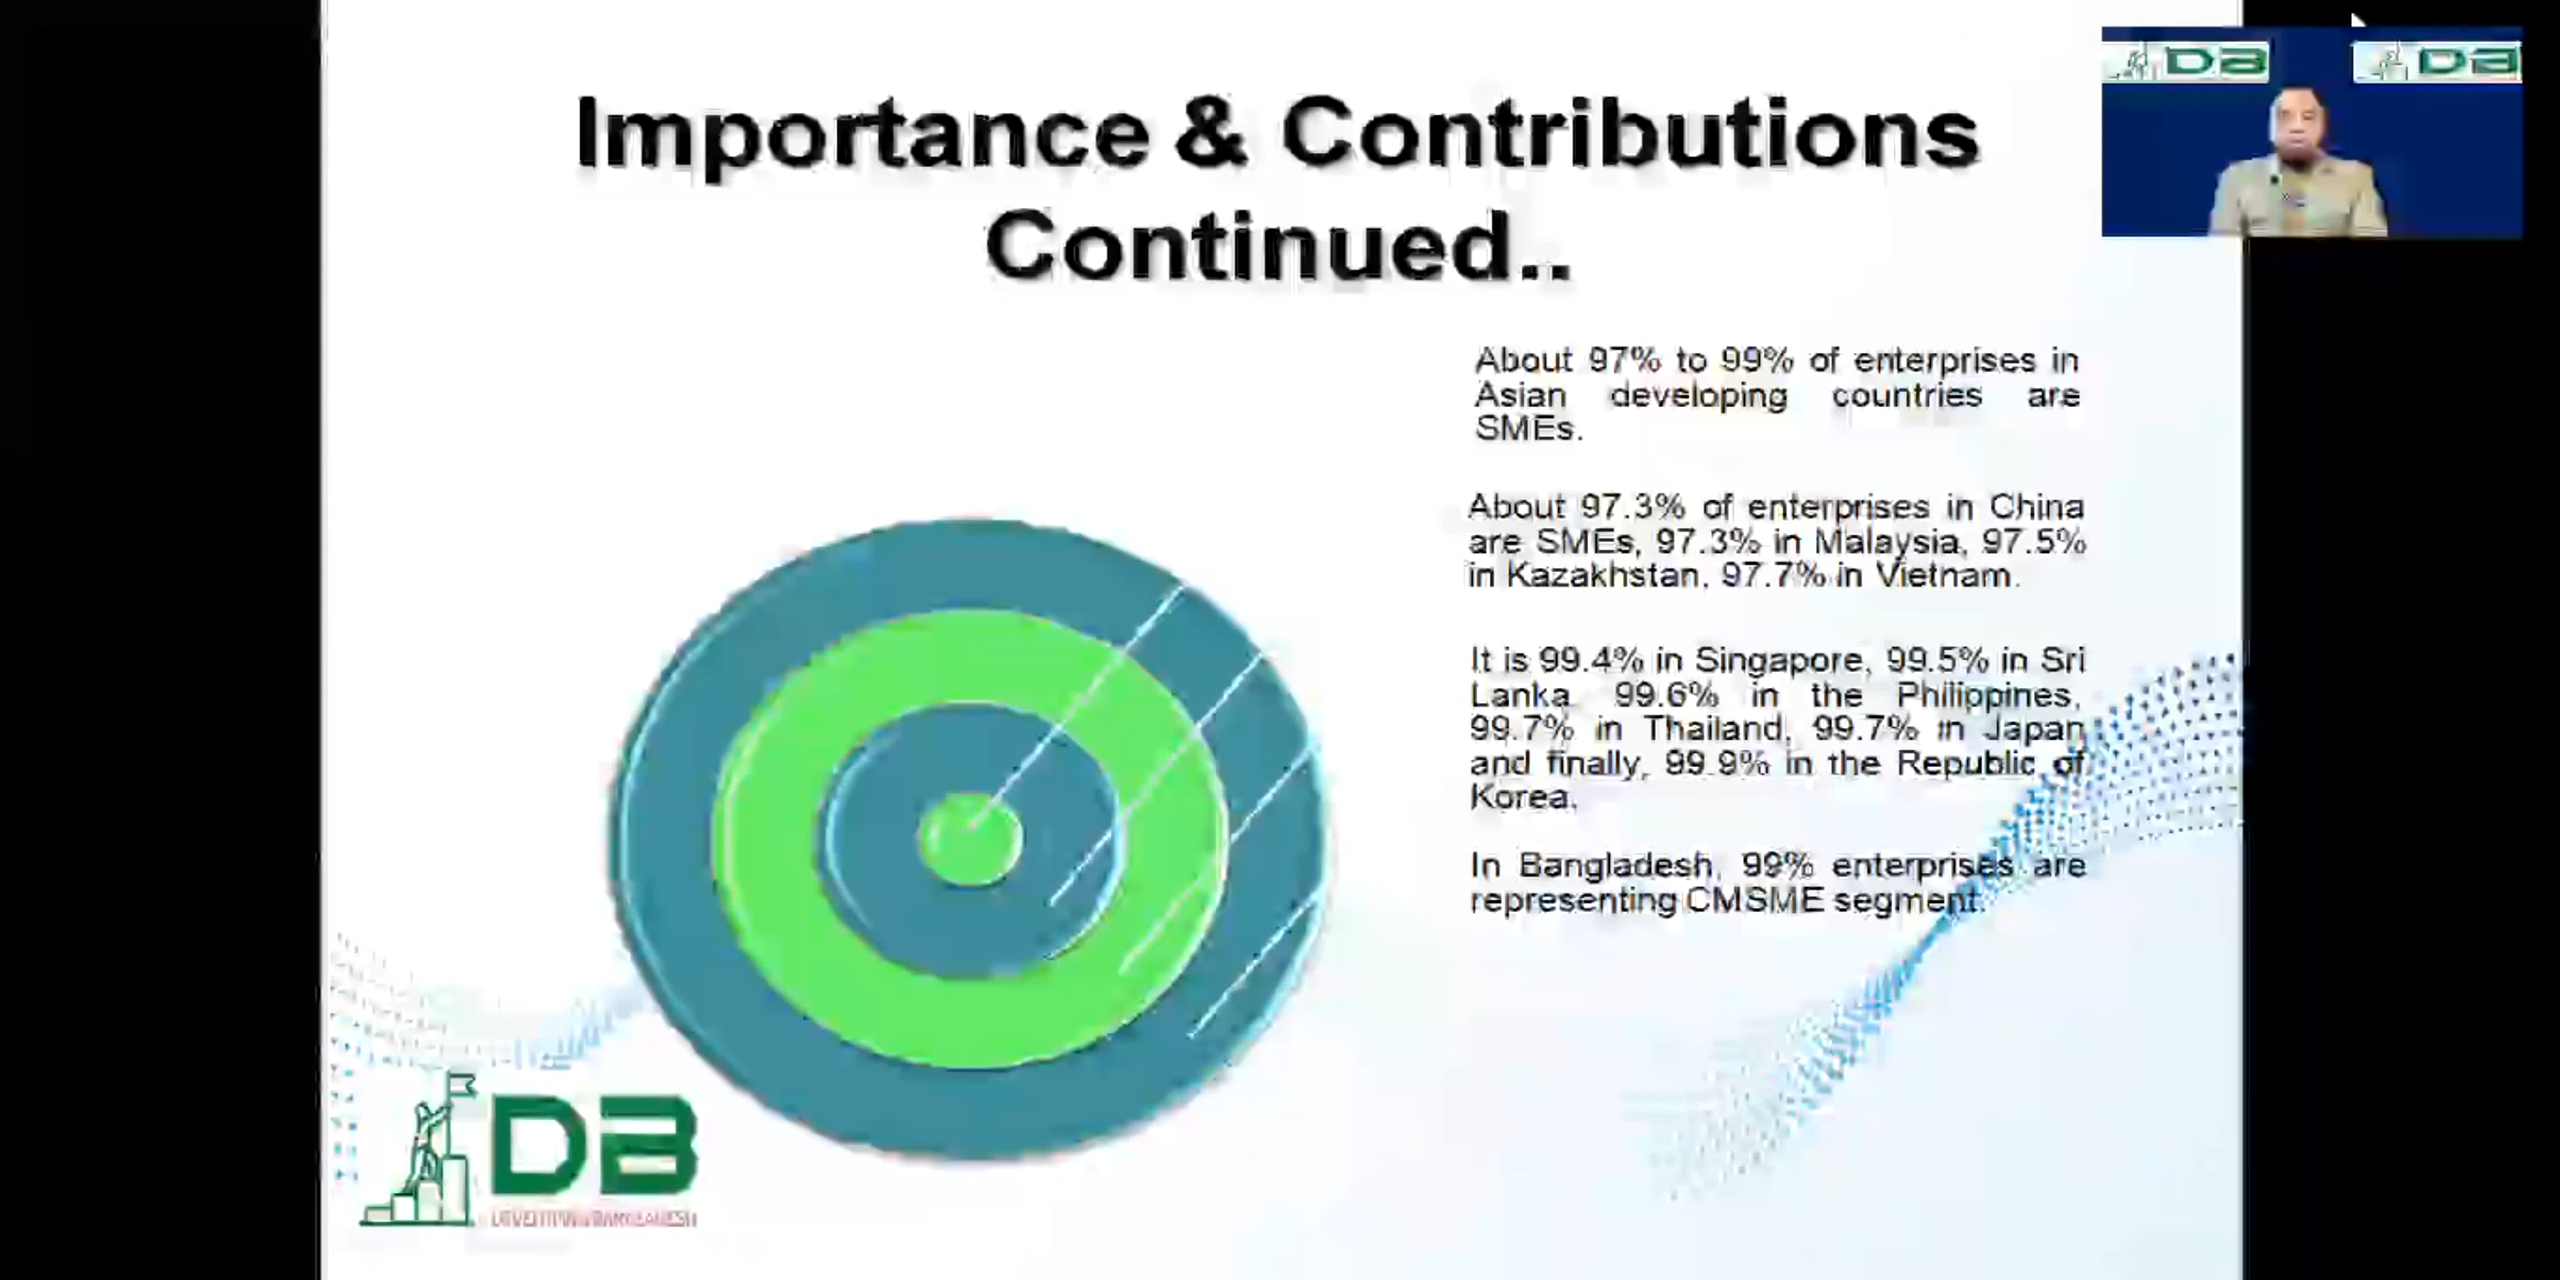 Importance & Contributions
Continued..
DB
DB
About 97% to 99% of enterprises in
Asian developing countries are
SMEs.
About 97.3% of enterprises in China
are SMEs, 97.3% in Malaysia, 97.5%
in Kazakhstan, 97.7% in Vietnam.
It is 99.4% in Singapore, 99.5% in Sri
Lanka, 99.6% in the Philippines,
99.7% in Thailand, 99.7% in Japan
and finally, 99.9% in the Republic of
Korea.
In Bangladesh, 99% enterprises are
representing CMSME segment.
DB
DEVELOPING BANGLADESH